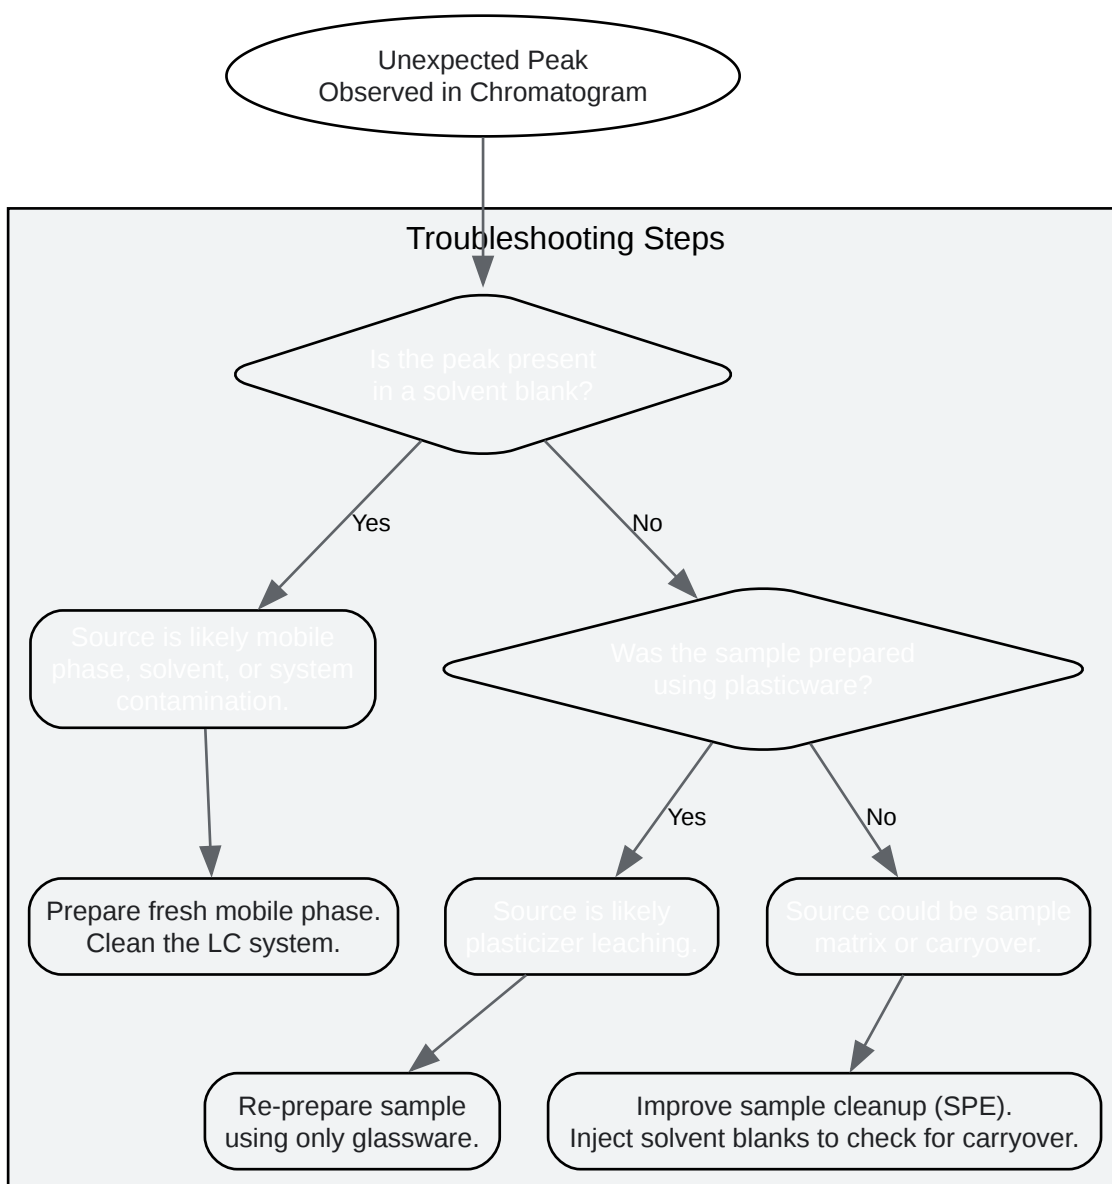 Unexpected Peak
Observed in Chromatogram
Troubleshooting Steps
Is the peak present
in a solvent blank?
Yes
No
Source is likely mobile
phase, solvent, or system
contamination.
Was the sample prepared
using plasticware?
Yes
No
Prepare fresh mobile phase.
Clean the LC system.
Source is likely
plasticizer leaching.
Source could be sample
matrix or carryover.
Re-prepare sample
using only glassware.
Improve sample cleanup (SPE).
Inject solvent blanks to check for carryover.